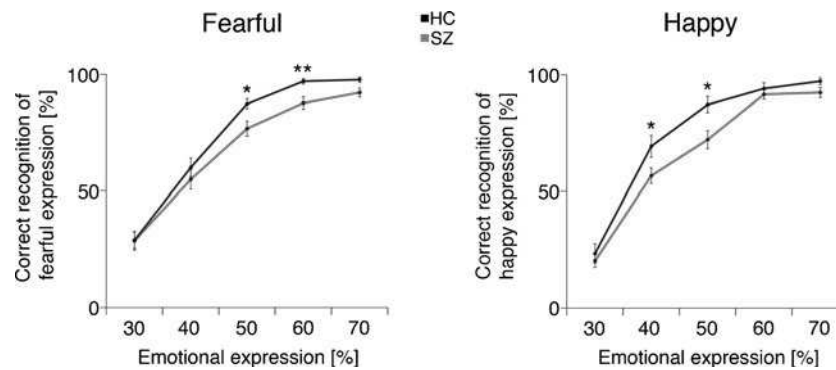 Fearful
HC
SZ
Happy
Correct recognition of
fearful expression [%]
100
50
0
*
**
30 40 50 60 70
Emotional expression [%]
Correct recognition of
happy expression [%]
100
50
0
*
*
30 40 50 60 70
Emotional expression [%]